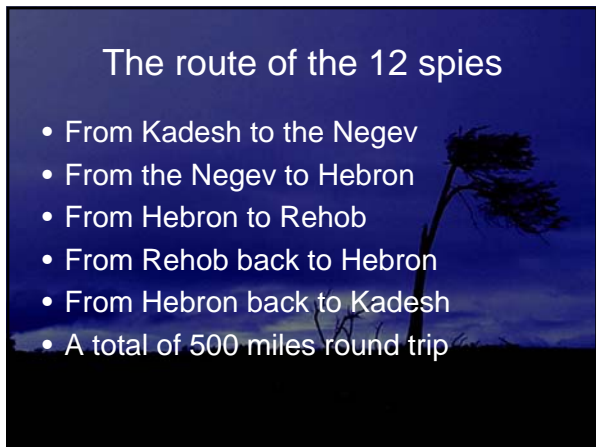 The route of the 12 spies
• From Kadesh to the Negev
• From the Negev to Hebron
• From Hebron to Rehob
• From Rehob back to Hebron
• From Hebron back to Kadesh
• A total of 500 miles round trip